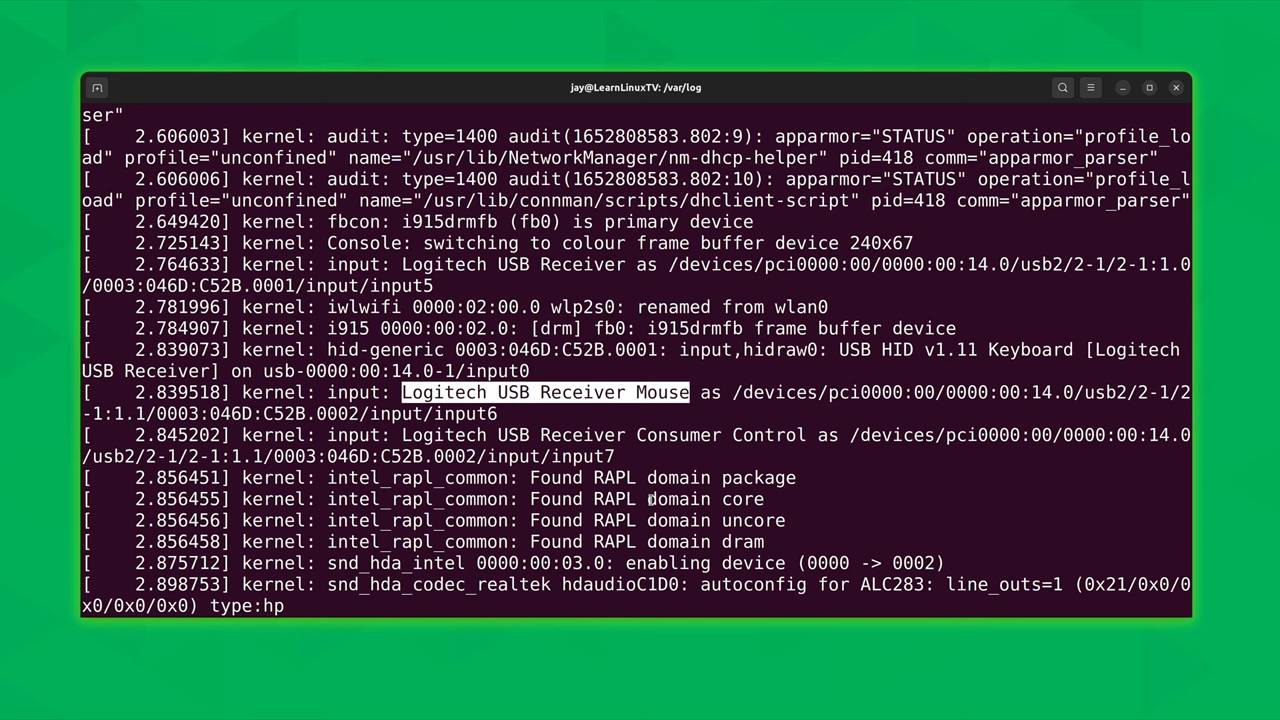 jay@LearnLinuxTV: /var/log
ser"
[    2.606003] kernel: audit: type=1400 audit(1652808583.802:9): apparmor="STATUS" operation="profile_lo
ad" profile="unconfined" name="/usr/lib/NetworkManager/nm-dhcp-helper" pid=418 comm="apparmor_parser"
[    2.606006] kernel: audit: type=1400 audit(1652808583.802:10): apparmor="STATUS" operation="profile_l
oad" profile="unconfined" name="/usr/lib/connman/scripts/dhclient-script" pid=418 comm="apparmor_parser"
[    2.649420] kernel: fbcon: i915drmfb (fb0) is primary device
[    2.725143] kernel: Console: switching to colour frame buffer device 240x67
[    2.764633] kernel: input: Logitech USB Receiver as /devices/pci0000:00/0000:00:14.0/usb2/2-1/2-1:1.0
/0003:046D:C52B.0001/input/input5
[    2.781996] kernel: iwlwifi 0000:02:00.0 wlp2s0: renamed from wlan0
[    2.784907] kernel: i915 0000:00:02.0: [drm] fb0: i915drmfb frame buffer device
[    2.839073] kernel: hid-generic 0003:046D:C52B.0001: input,hidraw0: USB HID v1.11 Keyboard [Logitech
USB Receiver] on usb-0000:00:14.0-1/input0
[    2.839518] kernel: input: Logitech USB Receiver Mouse as /devices/pci0000:00/0000:00:14.0/usb2/2-1/2
-1:1.1/0003:046D:C52B.0002/input/input6
[    2.845202] kernel: input: Logitech USB Receiver Consumer Control as /devices/pci0000:00/0000:00:14.0
/usb2/2-1/2-1:1.1/0003:046D:C52B.0002/input/input7
[    2.856451] kernel: intel_rapl_common: Found RAPL domain package
[    2.856455] kernel: intel_rapl_common: Found RAPL domain core
[    2.856456] kernel: intel_rapl_common: Found RAPL domain uncore
[    2.856458] kernel: intel_rapl_common: Found RAPL domain dram
[    2.875712] kernel: snd_hda_intel 0000:00:03.0: enabling device (0000 -> 0002)
[    2.898753] kernel: snd_hda_codec_realtek hdaudioC1D0: autoconfig for ALC283: line_outs=1 (0x21/0x0/0
x0/0x0/0x0) type:hp